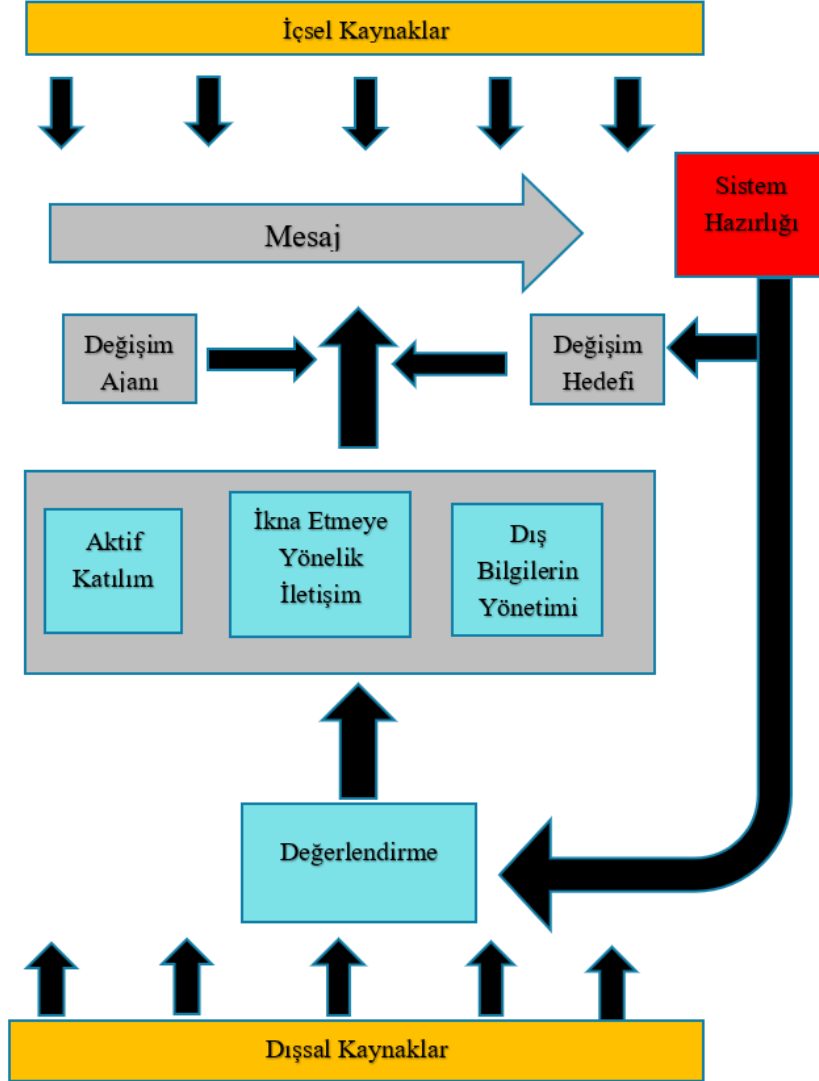 İçsel Kaynaklar
Sistem
Hazırlığı
Mesaj
Değişim
Ajanı
Değişim
Hedefi
Aktif
Katılım
İkna Etmeye
Yönelik
İletişim
Dış
Bilgilerin
Yönetimi
Değerlendirme
Dışsal Kaynaklar